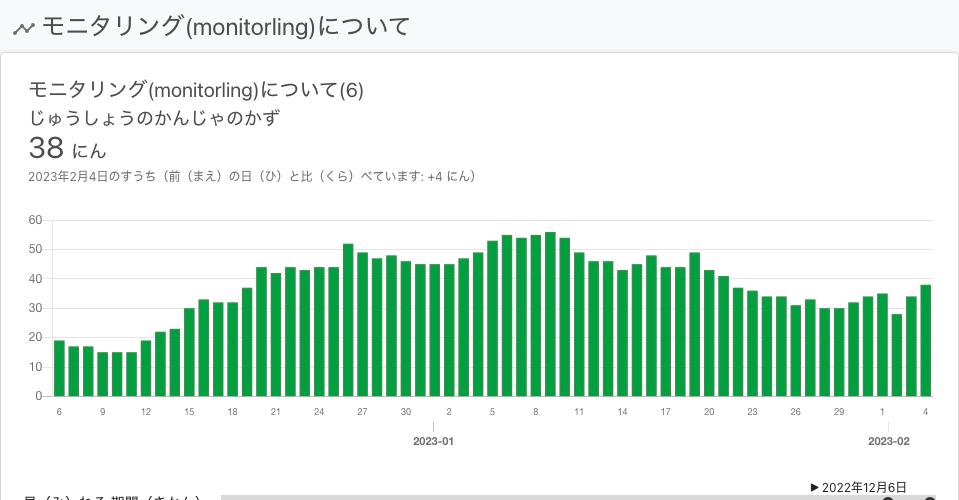 モニタリング(monitorling)について
モニタリング(monitorling)について(6)
じゅうしょうのかんじゃのかず
38 にん
2023年2月4日のすうち（前（まえ）の日（ひ）と比（くら）べています: +4 にん）
60
50
40
30
20
10
0
6 9 12 15 18 21 24 27 30 2 5 8 11 14 17 20 23 26 29 1 4
2023-01 2023-02
▶ 2022年12月6日